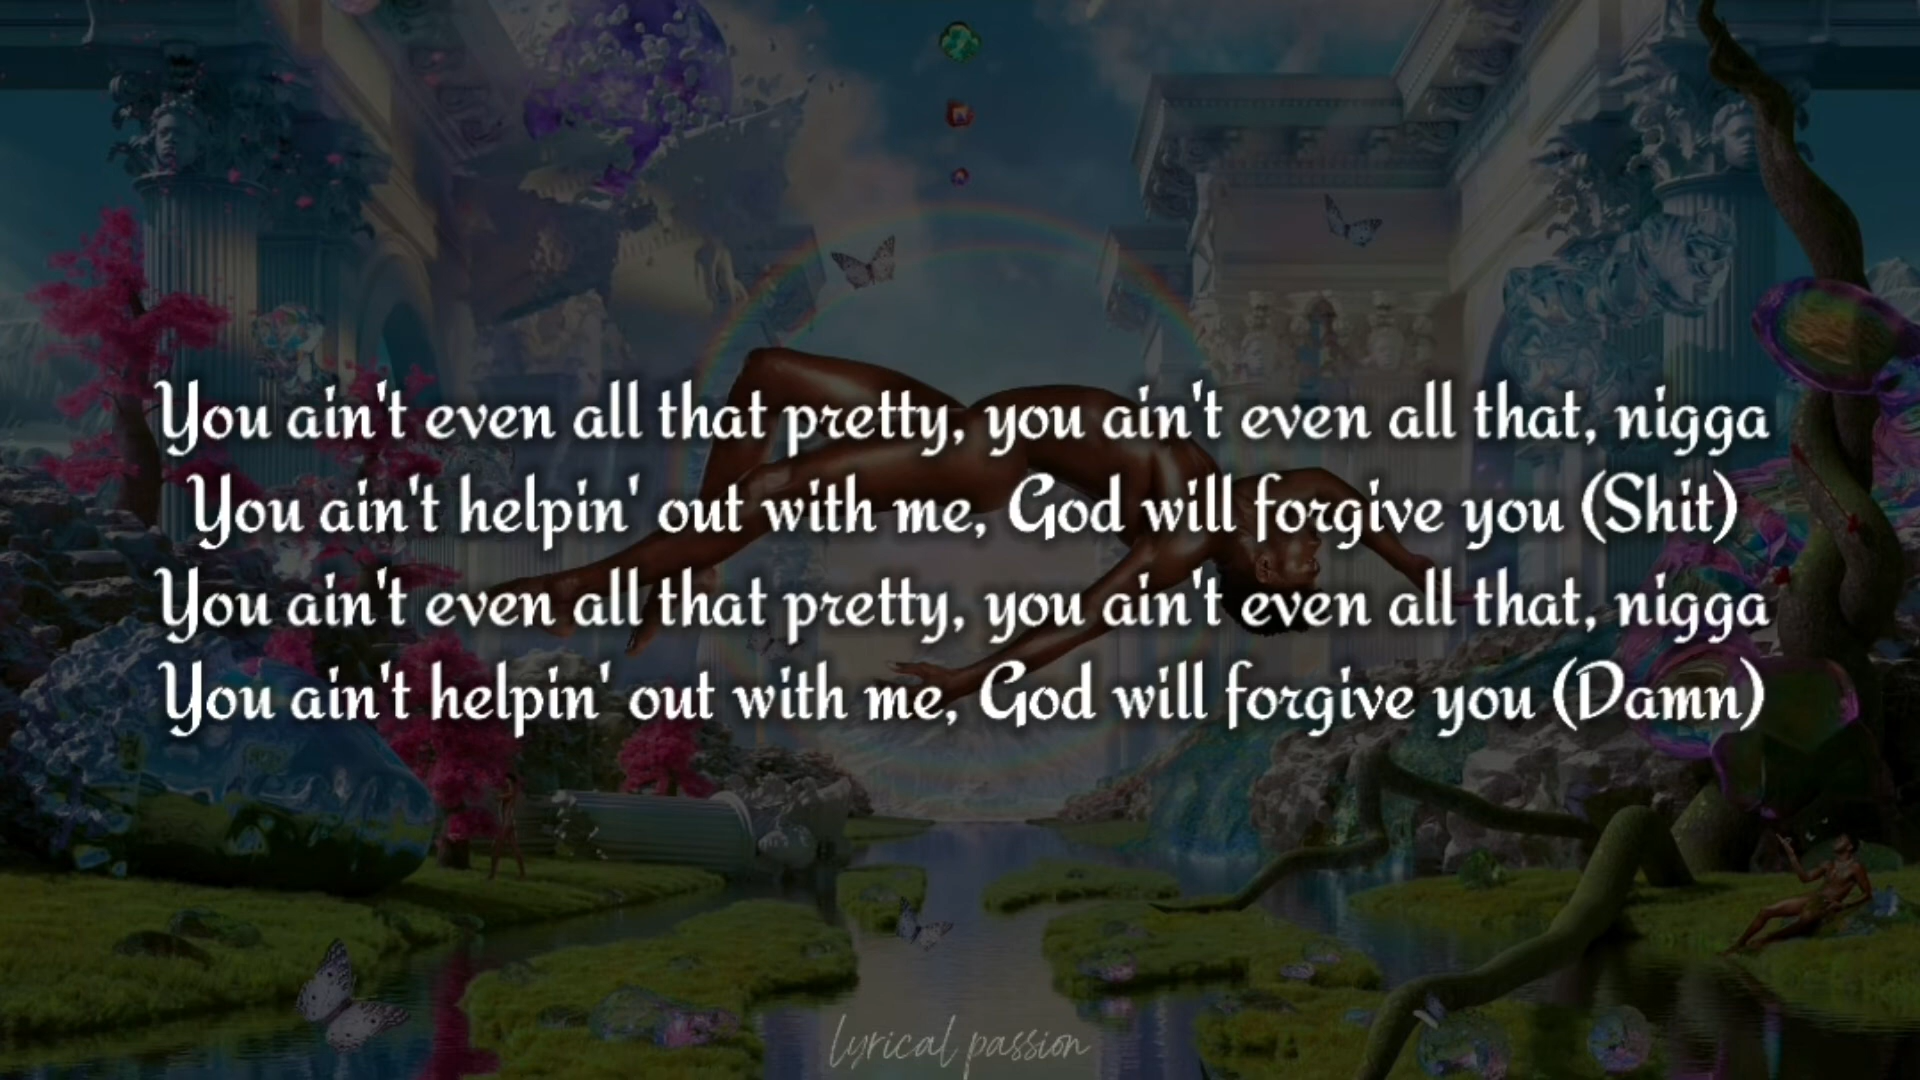 You ain't even all that pretty, you ain't even all that, nigga
You ain't helpin' out with me, God will forgive you (Shit)
You ain't even all that pretty, you ain't even all that, nigga
You ain't helpin' out with me, God will forgive you (Damn)
lyrical passion